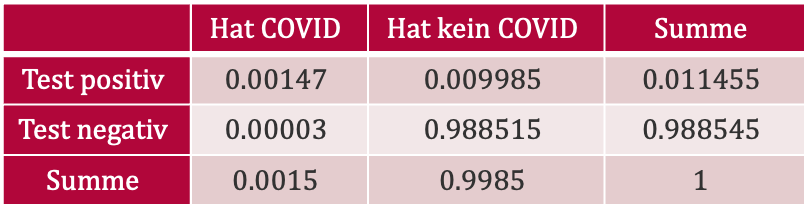 Hat COVID Hat kein COVID Summe
Test positiv 0.00147 0.009985 0.011455
Test negativ 0.00003 0.988515 0.988545
Summe 0.0015 0.9985 1